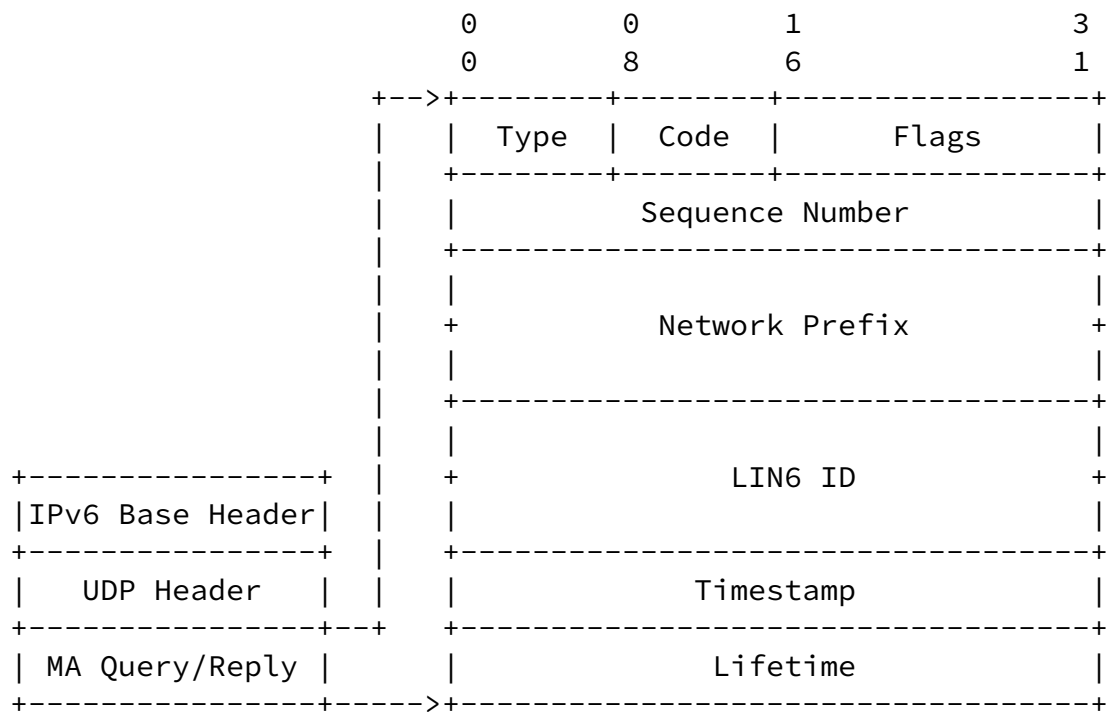 0 0 1 3
0 8 6 1
Type Code Flags
Sequence Number
Network Prefix
LIN6 ID
IPv6 Base Header
UDP Header Timestamp
MA Query/Reply Lifetime